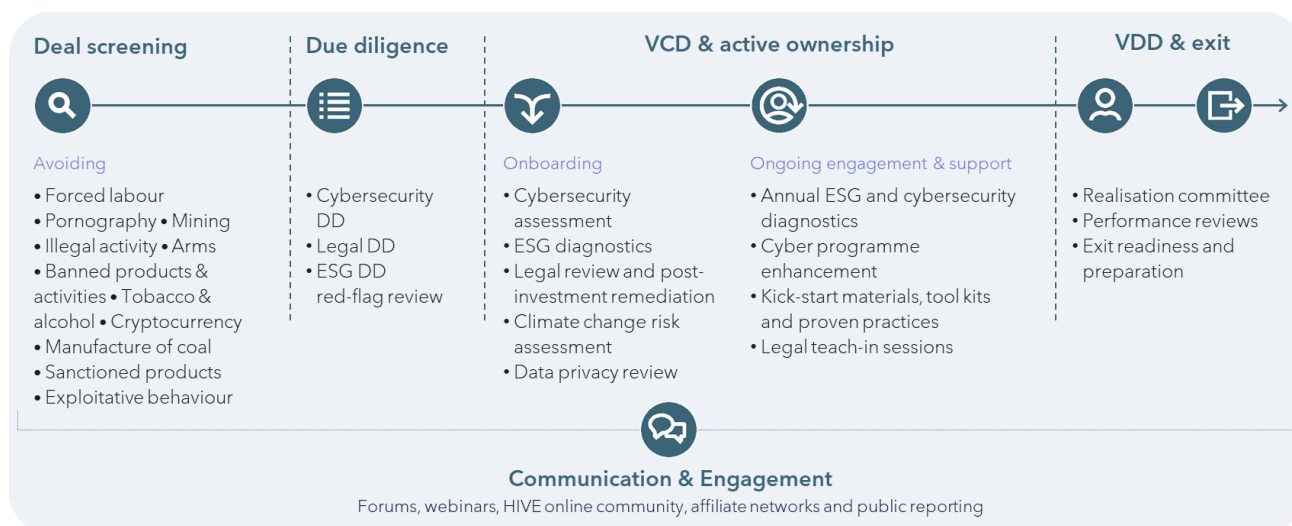 Deal screening
Due diligence
VCD & active ownership
VDD & exit
Avoiding
• Forced labour
• Pornography • Mining
• Illegal activity • Arms
• Banned products &
activities • Tobacco &
alcohol • Cryptocurrency
• Manufacture of coal
• Sanctioned products
• Exploitative behaviour
• Cybersecurity
DD
• Legal DD
• ESG DD
red-flag review
Onboarding
• Cybersecurity
assessment
• ESG diagnostics
• Legal review and post-
investment remediation
• Climate change risk
assessment
• Data privacy review
Ongoing engagement & support
• Annual ESG and cybersecurity
diagnostics
• Cyber programme
enhancement
• Kick-start materials, tool kits
and proven practices
• Legal teach-in sessions
• Realisation committee
• Performance reviews
• Exit readiness and
preparation
Communication & Engagement
Forums, webinars, HIVE online community, affiliate networks and public reporting